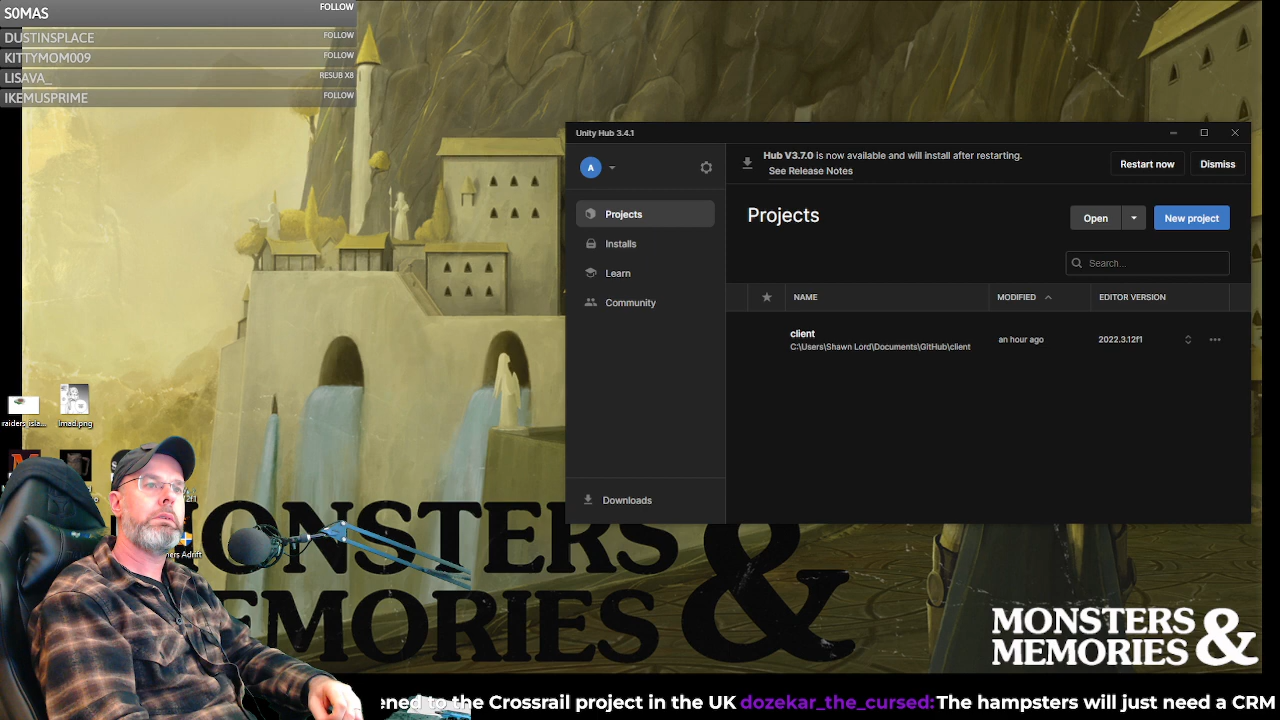 S0MAS FOLLOW
DUSTINSPLACE FOLLOW
KITTYMOM009 FOLLOW
LISAVA_ RESUB X8
IKEMUSPRIME FOLLOW
Unity Hub 3.4.1
A
Hub V3.7.0 is now available and will install after restarting.
See Release Notes
Restart now
Dismiss
Projects
Installs
Learn
Community
Downloads
Projects
Open
New project
Search...
NAME MODIFIED EDITOR VERSION
client
C:\Users\Shawn Lord\Documents\GitHub\client
an hour ago
2022.3.12f1
lmad.png
MONSTERS &
MEMORIES
MONSTERS &
MEMORIES
to the Crossrail project in the UK dozekar_the_cursed: The hampsters will just need a CRM